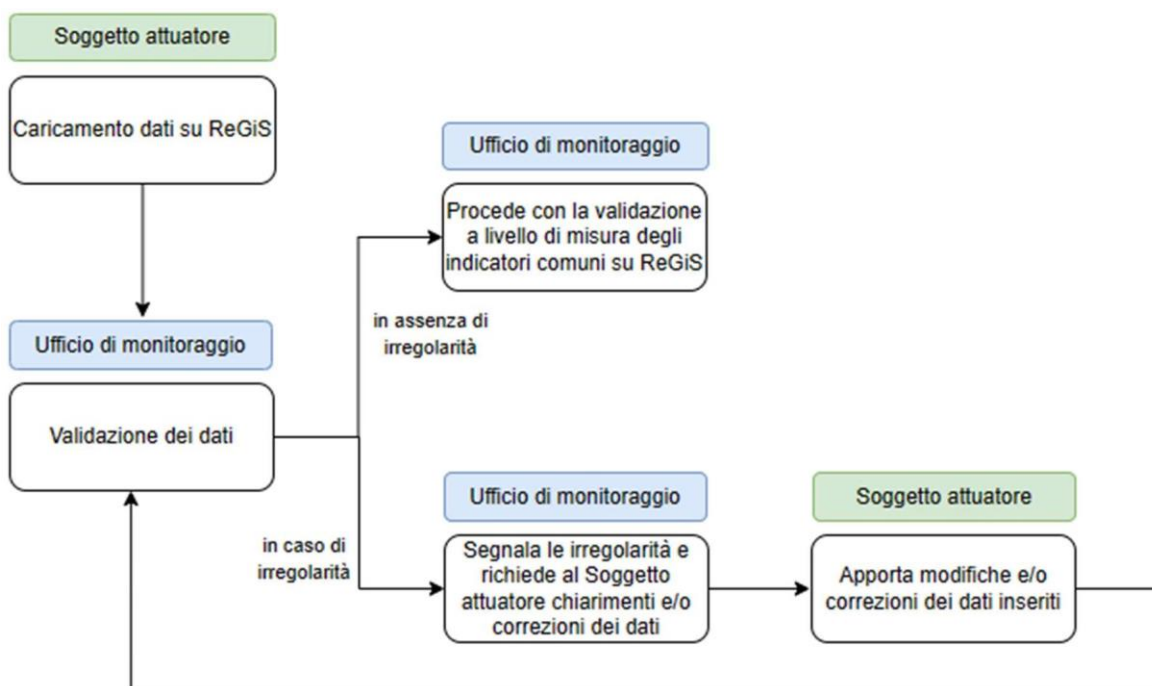 Soggetto attuatore
Caricamento dati su ReGiS
Ufficio di monitoraggio
Validazione dei dati
in assenza di
irregolarità
Ufficio di monitoraggio
Procede con la validazione
a livello di misura degli
indicatori comuni su ReGiS
in caso di
irregolarità
Ufficio di monitoraggio
Segnala le irregolarità e
richiede al Soggetto
attuatore chiarimenti e/o
correzioni dei dati
Soggetto attuatore
Apporta modifiche e/o
correzioni dei dati inseriti